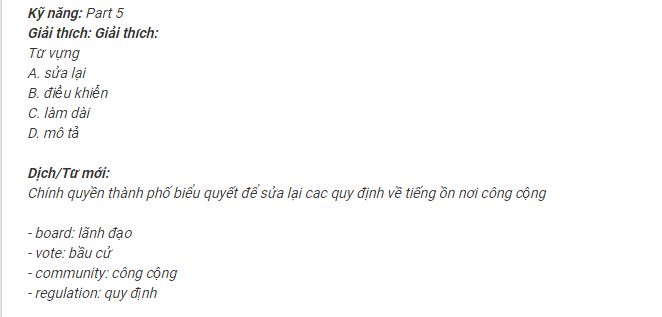 Kỹ năng: Part 5
Giải thích: Giải thích:
Từ vựng
A. sửa lại
B. điều khiển
C. làm dài
D. mô tả
Dịch/Từ mới:
Chính quyền thành phố biểu quyết để sửa lại cac quy định về tiếng ồn nơi công cộng
- board: lãnh đạo
- vote: bầu cử
- community: công cộng
- regulation: quy định